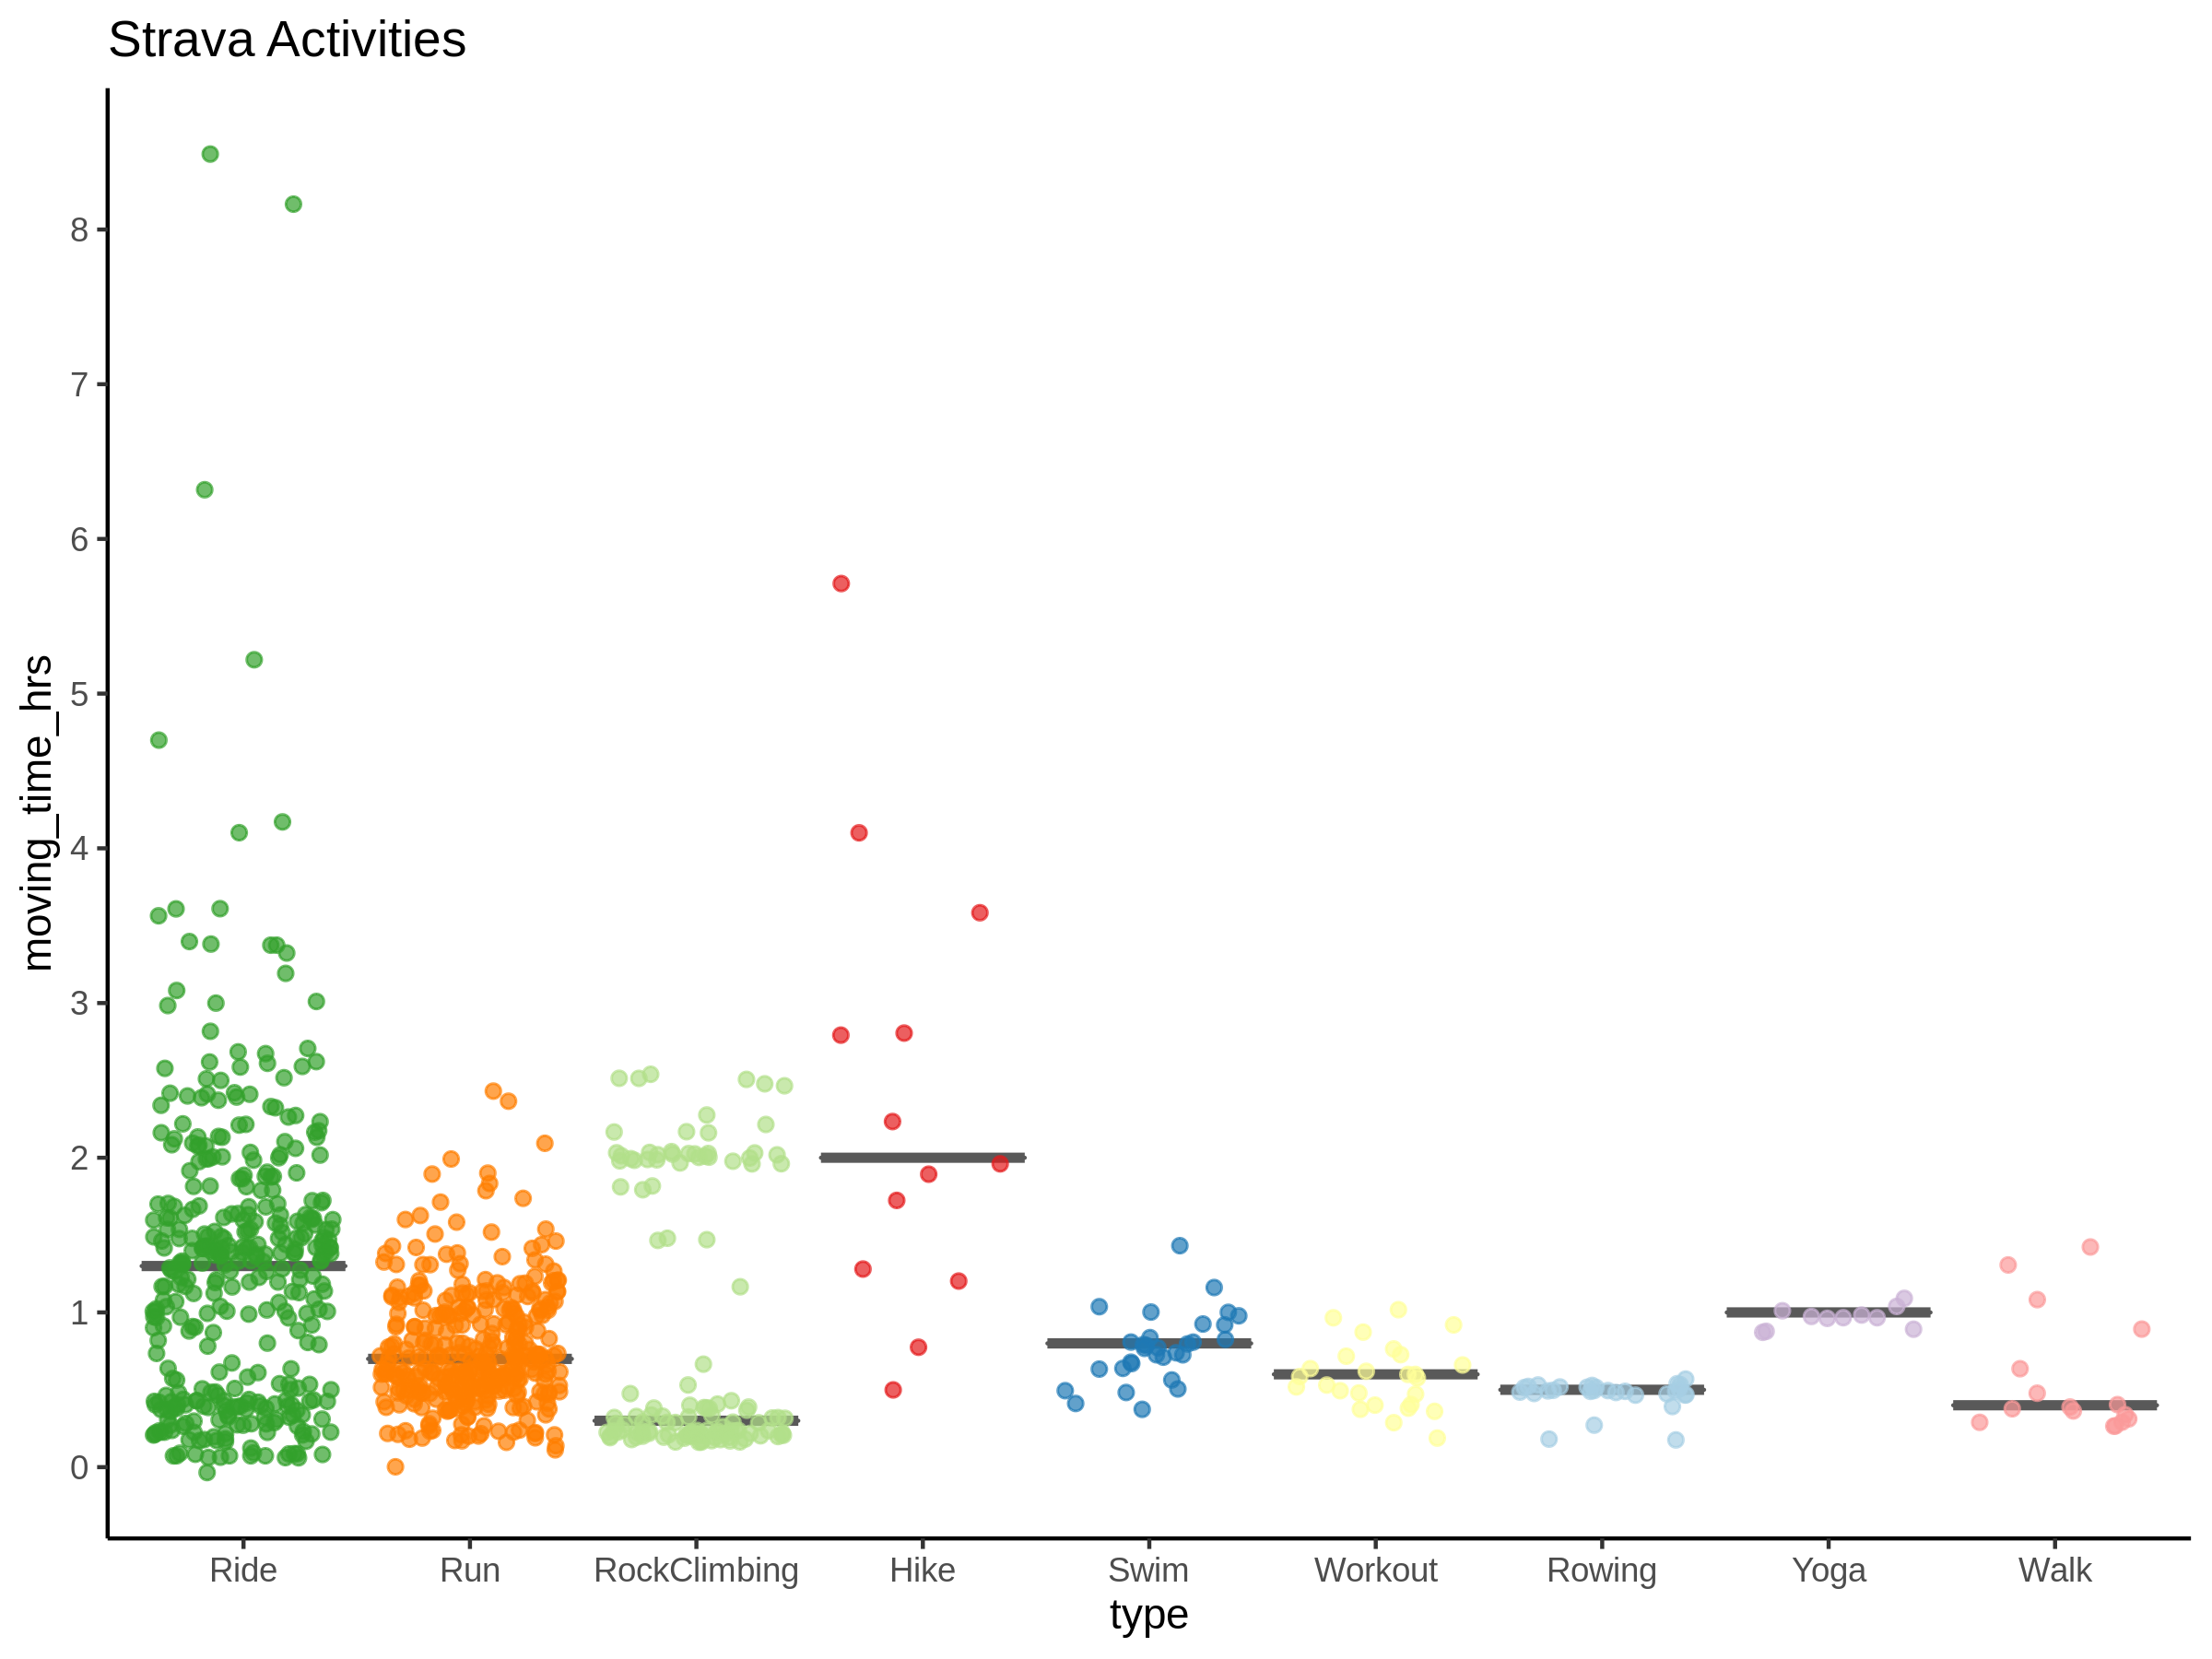 Strava Activities
moving_time_hrs
8
7
6
5
4
3
2
1
0
Ride Run RockClimbing Hike Swim Workout Rowing Yoga Walk
type